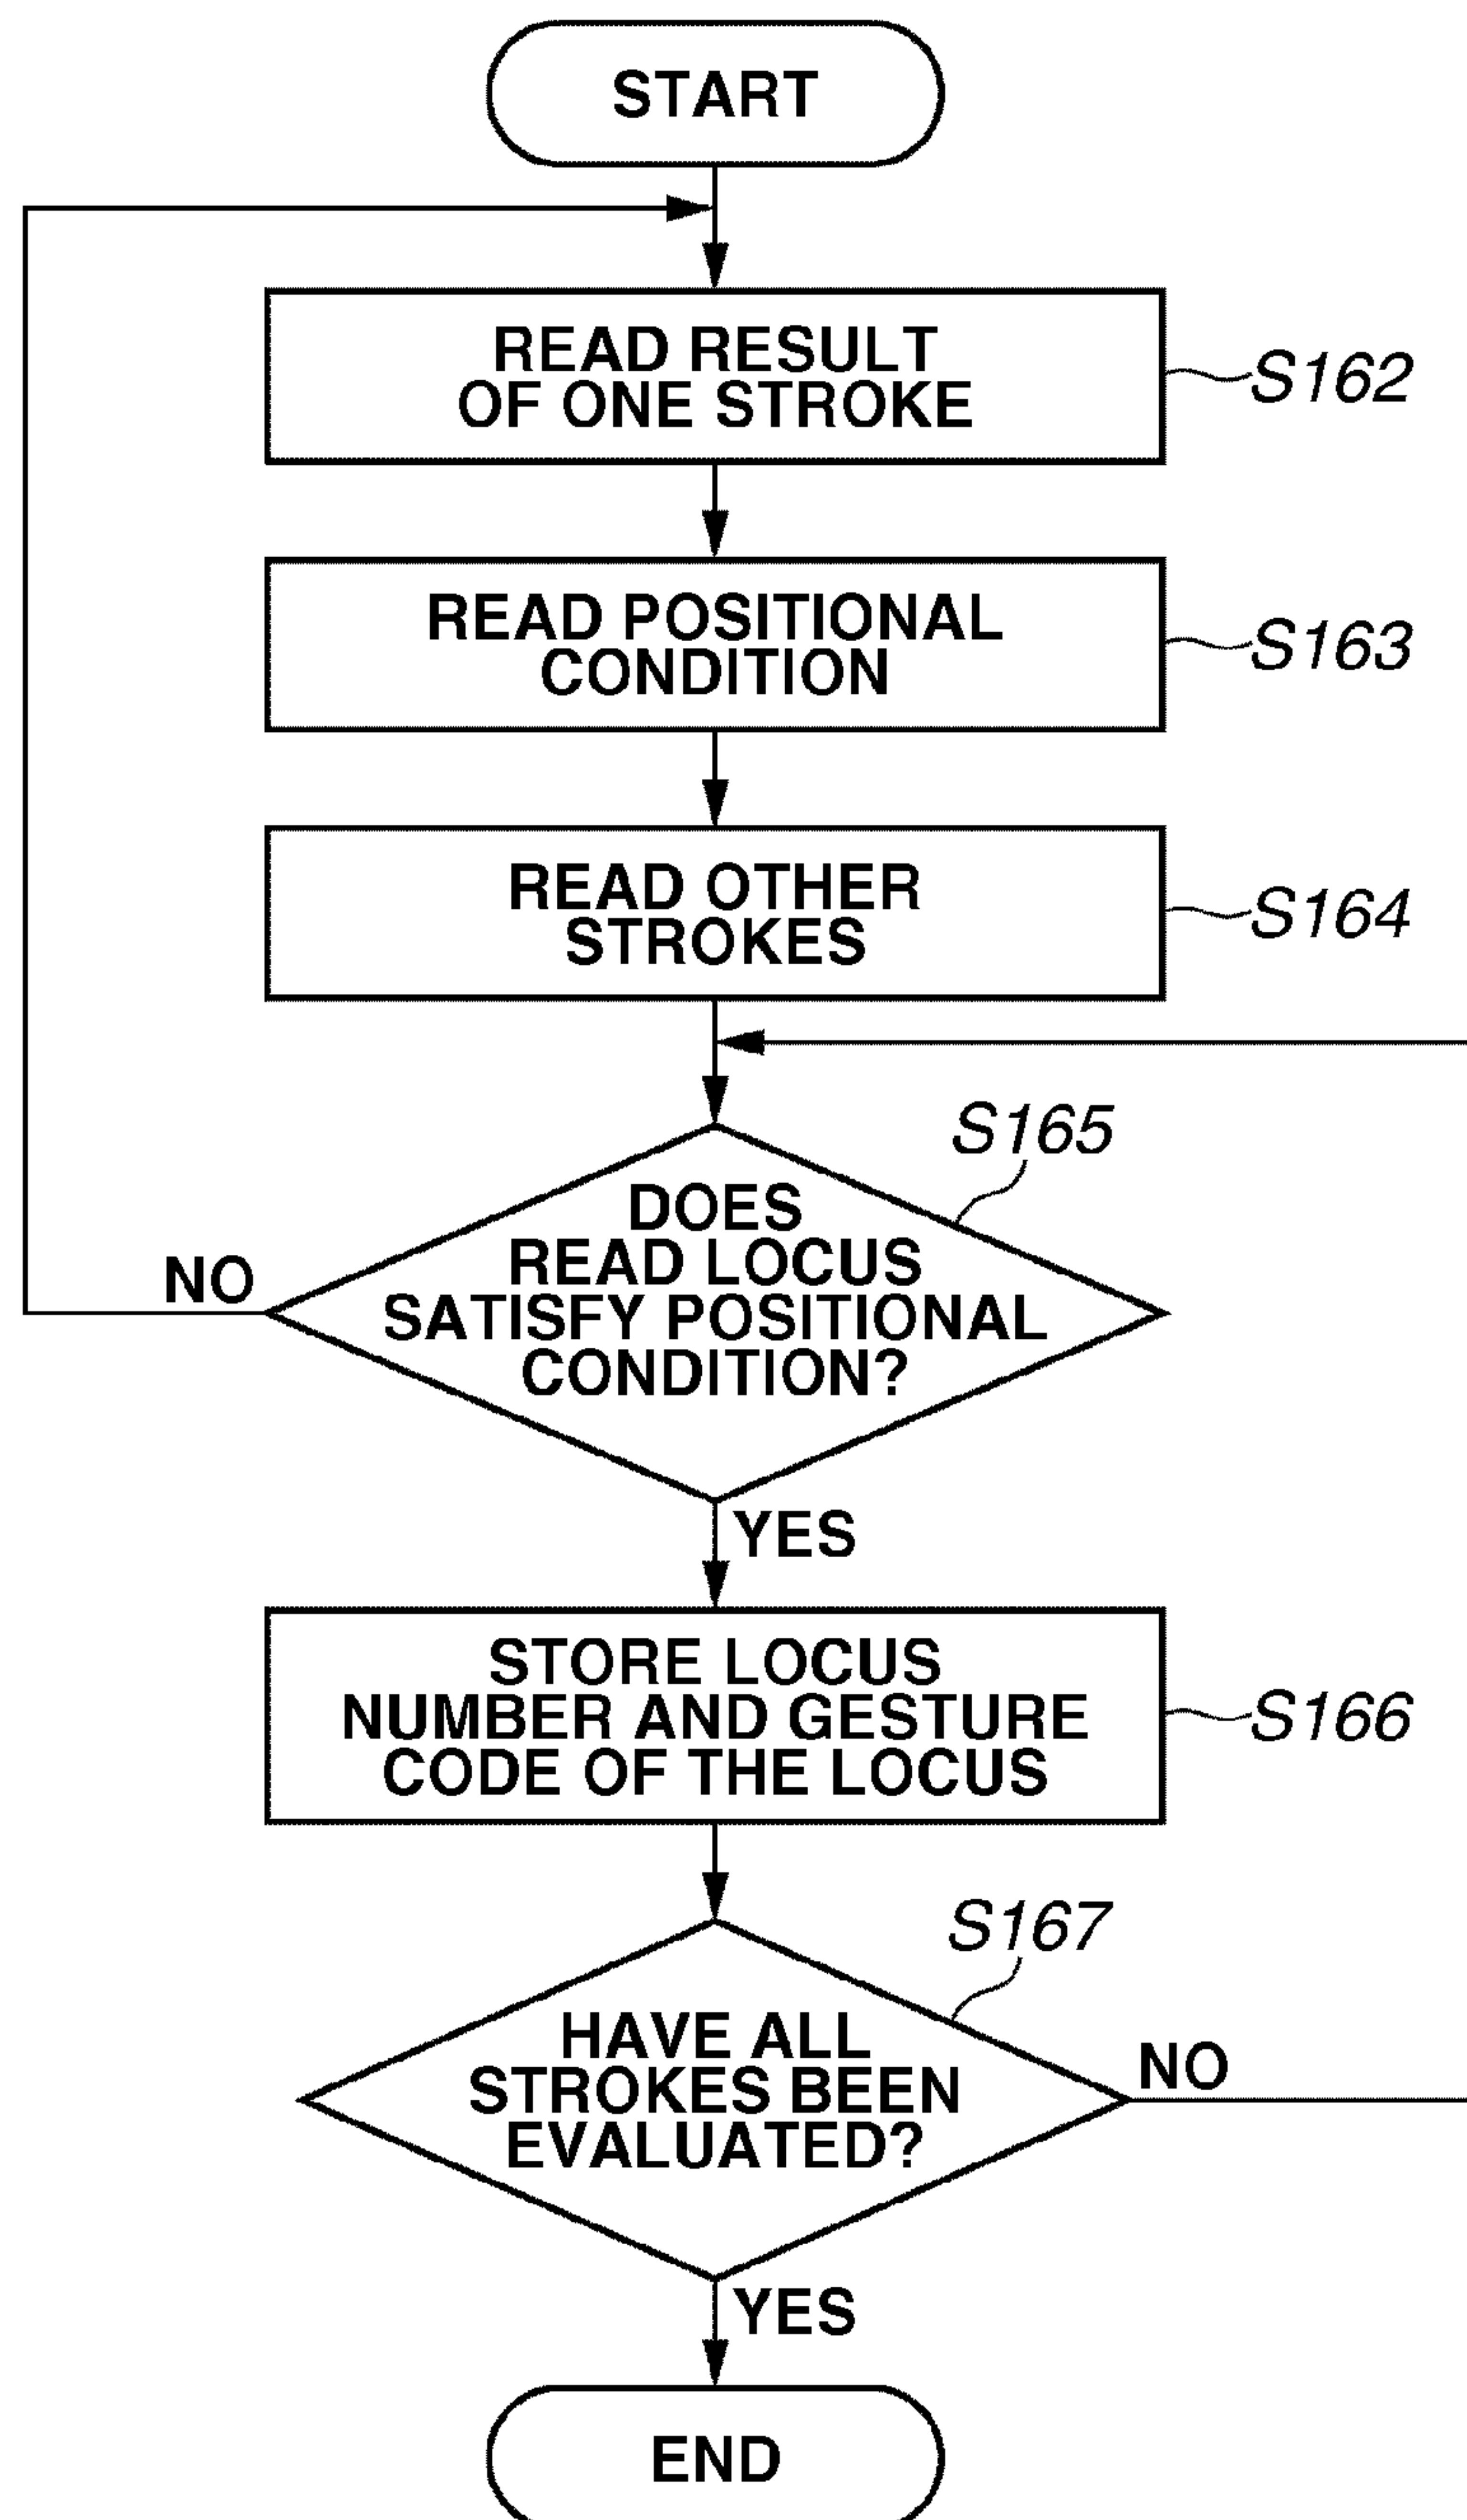 START
READ RESULT
OF ONE STROKE
S162
READ POSITIONAL
CONDITION
S163
READ OTHER
STROKES
S164
S165
DOES
READ LOCUS
SATISFY POSITIONAL
CONDITION?
NO
YES
STORE LOCUS
NUMBER AND GESTURE
CODE OF THE LOCUS
S166
S167
HAVE ALL
STROKES BEEN
EVALUATED?
NO
YES
END